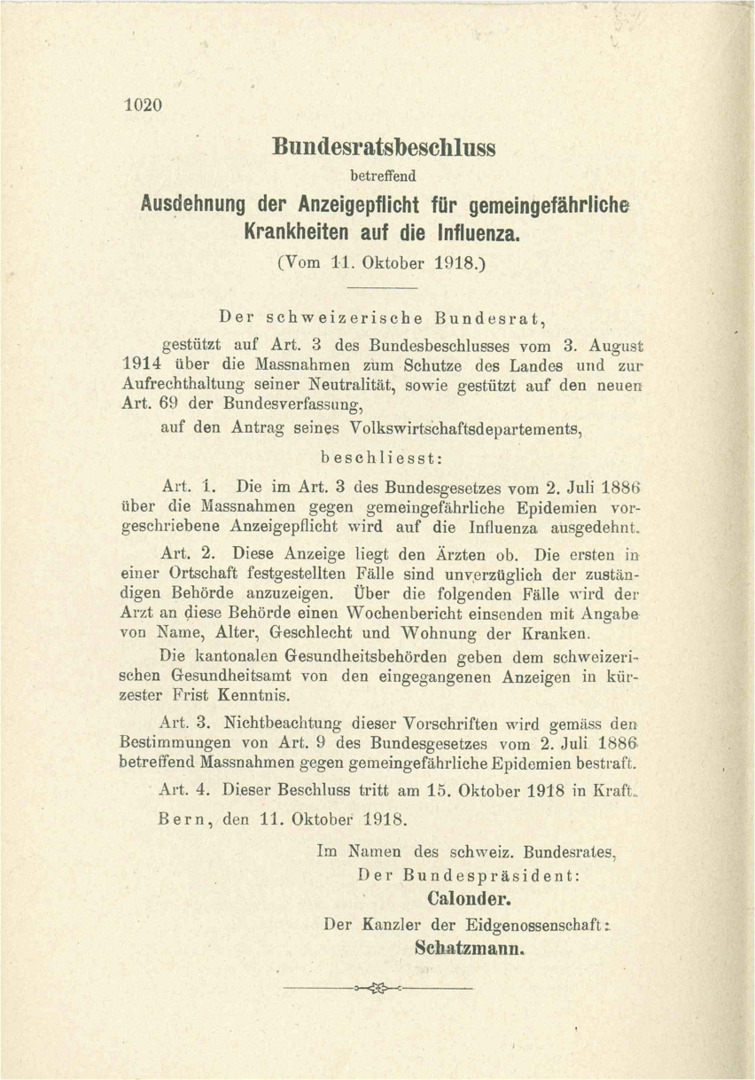 1020
Bundesratsbeschluss
betreffend
Ausdehnung der Anzeigepflicht für gemeingefährliche
Krankheiten auf die Influenza.
(Vom 11. Oktober 1918.)
Der schweizerische Bundesrat,
gestützt auf Art. 3 des Bundesbeschlusses vom 3. August
1914 über die Massnahmen zum Schutze des Landes und zur
Aufrechthaltung seiner Neutralität, sowie gestützt auf den neuen
Art. 69 der Bundesverfassung,
auf den Antrag seines Volkswirtschaftsdepartements,
beschliesst:
Art. 1. Die im Art. 3 des Bundesgesetzes vom 2. Juli 1886
über die Massnahmen gegen gemeingefährliche Epidemien vor-
geschriebene Anzeigepflicht wird auf die Influenza ausgedehnt.
Art. 2. Diese Anzeige liegt den Ärzten ob. Die ersten in
einer Ortschaft festgestellten Fälle sind unverzüglich der zustän-
digen Behörde anzuzeigen. Über die folgenden Fälle wird der
Arzt an diese Behörde einen Wochenbericht einsenden mit Angabe
von Name, Alter, Geschlecht und Wohnung der Kranken.
Die kantonalen Gesundheitsbehörden geben dem schweizeri-
schen Gesundheitsamt von den eingegangenen Anzeigen in kür-
zester Frist Kenntnis.
Art. 3. Nichtbeachtung dieser Vorschriften wird gemäss den
Bestimmungen von Art. 9 des Bundesgesetzes vom 2. Juli 1886
betreffend Massnahmen gegen gemeingefährliche Epidemien bestraft.
Art. 4. Dieser Beschluss tritt am 15. Oktober 1918 in Kraft.
Bern, den 11. Oktober 1918.
Im Namen des schweiz. Bundesrates,
Der Bundespräsident:
Calonder.
Der Kanzler der Eidgenossenschaft:
Schatzmann.